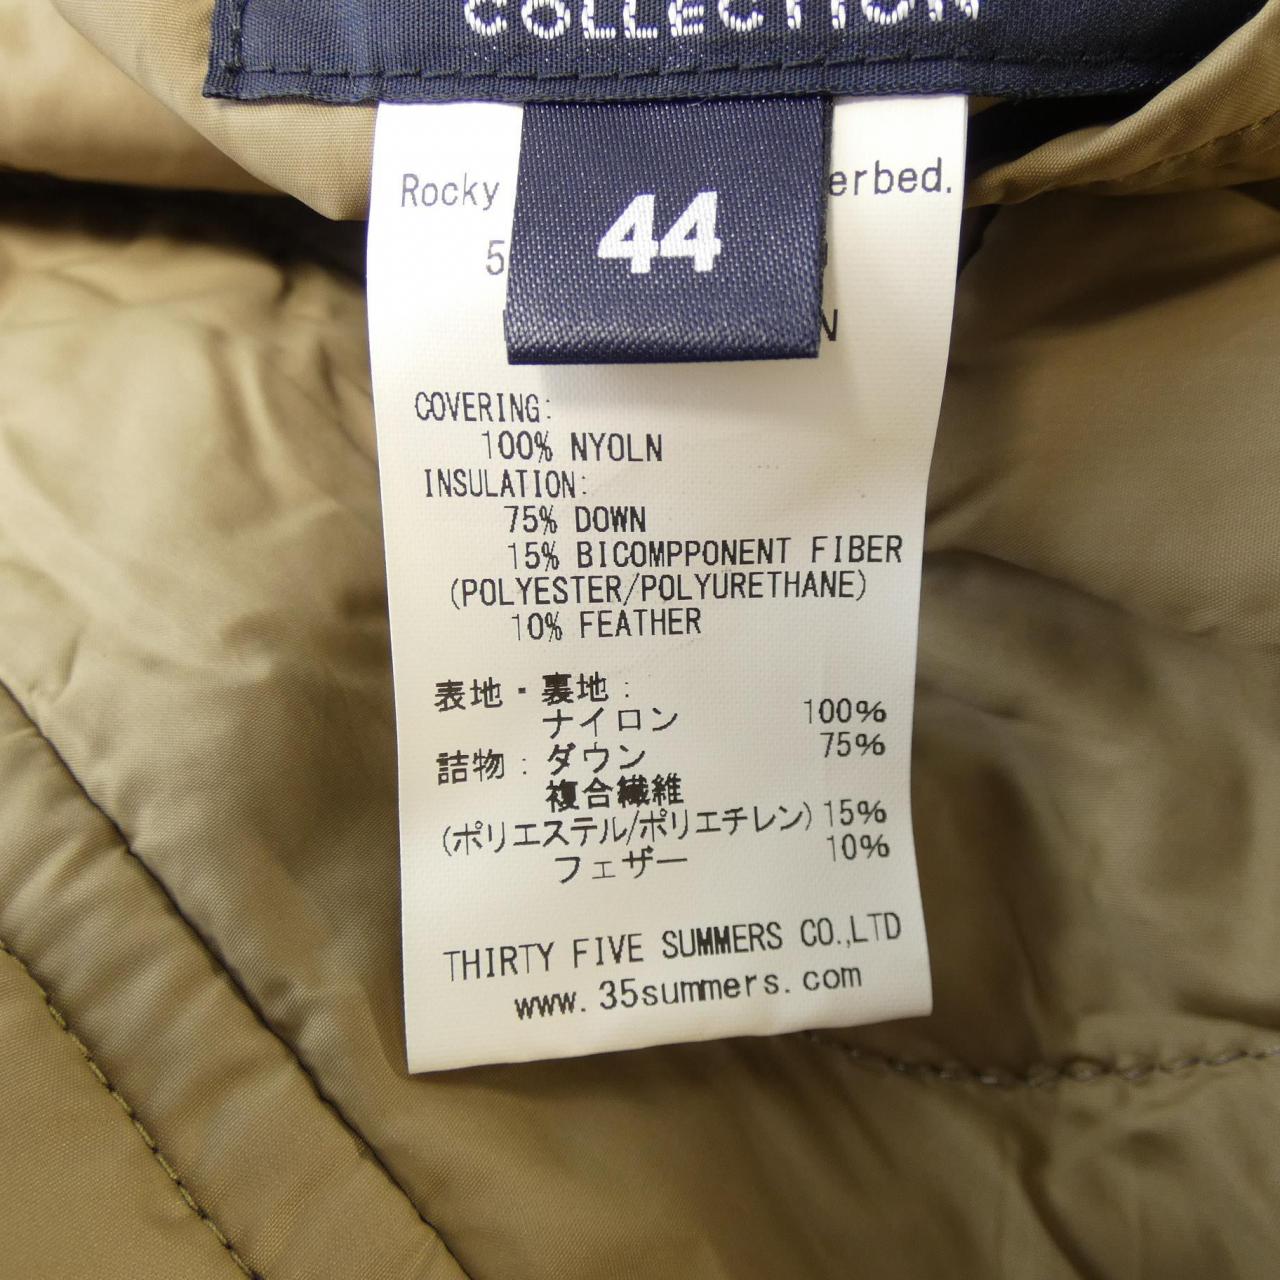 COLLECTION
44
Rocky erbed.
5
N
COVERING:
100% NYOLN
INSULATION:
75% DOWN
15% BICOMPPONENT FIBER
(POLYESTER/POLYURETHANE)
10% FEATHER
表地・裏地:
ナイロン 100%
詰物:ダウン 75%
複合繊維
(ポリエステル/ポリエチレン) 15%
フェザー 10%
THIRTY FIVE SUMMERS CO.,LTD
www.35summers.com